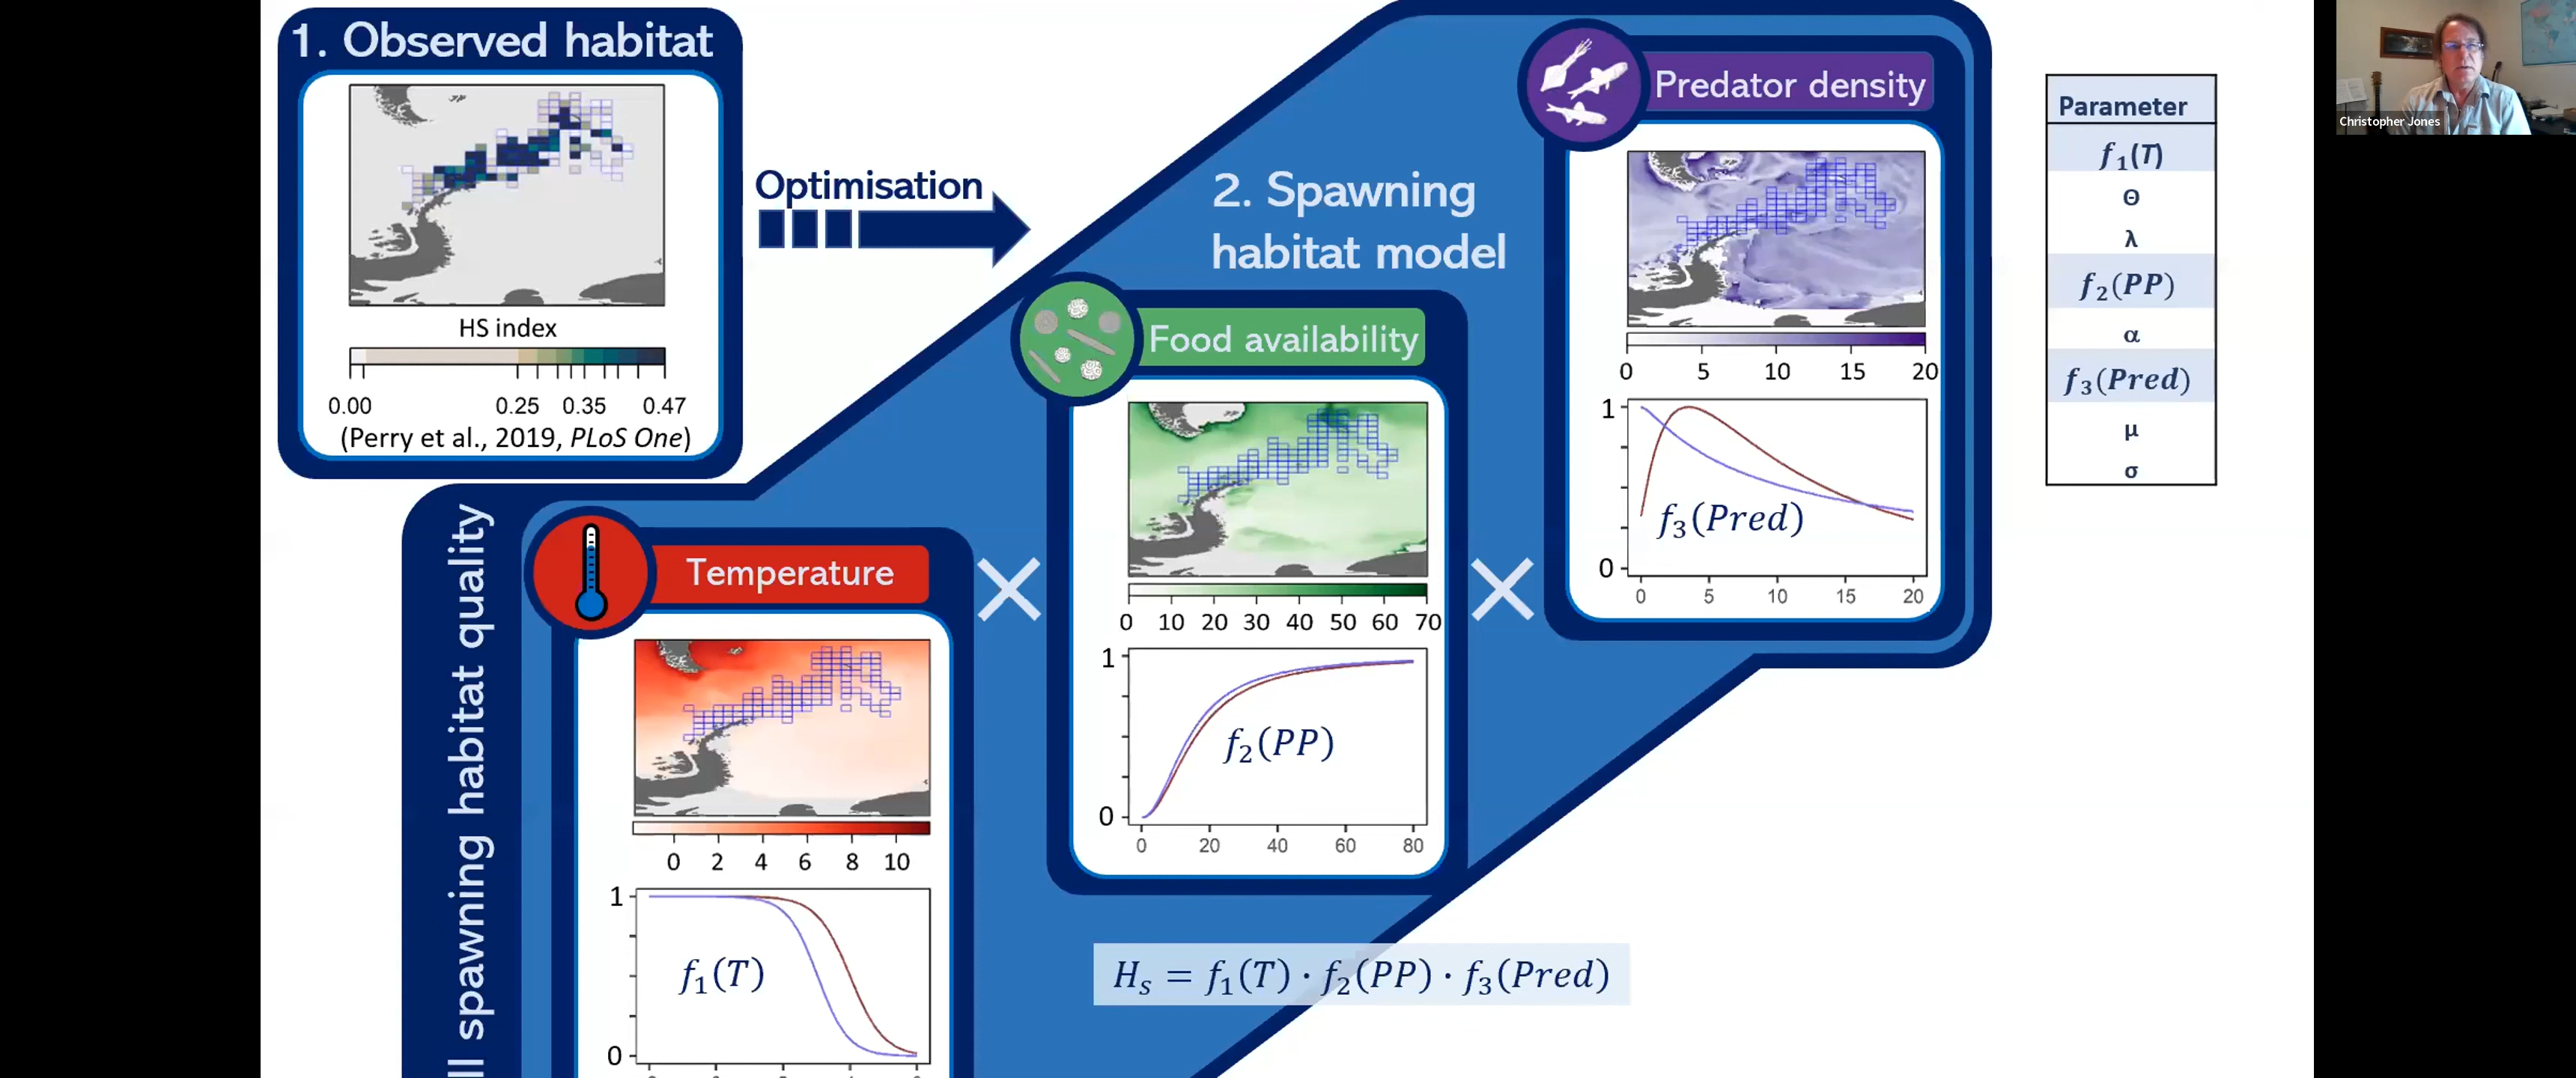 1. Observed habitat
HS index
0.00 0.25 0.35 0.47
(Perry et al., 2019, PLoS One)
Optimisation
2. Spawning
habitat model
Predator density
0 5 10 15 20
1
f₃(Pred)
0
0 5 10 15 20
Food availability
0 10 20 30 40 50 60 70
1
f₂(PP)
0
0 20 40 60 80
Temperature
0 2 4 6 8 10
1
f₁(T)
0
spawning habitat quality
×
×
Hₛ = f₁(T) · f₂(PP) · f₃(Pred)
Parameter
f₁(T)
Θ
λ
f₂(PP)
α
f₃(Pred)
μ
σ
Christopher Jones